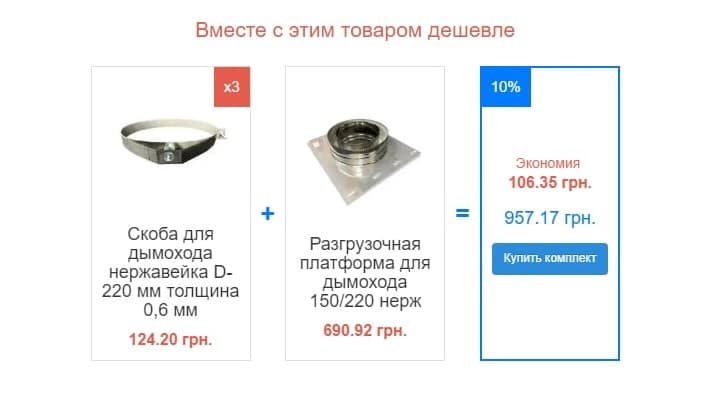 Вместе с этим товаром дешевле
x3
Скоба для
дымохода
нержавейка D-
220 мм толщина
0,6 мм
124.20 грн.
+
Разгрузочная
платформа для
дымохода
150/220 нерж
690.92 грн.
=
10%
Экономия
106.35 грн.
957.17 грн.
Купить комплект